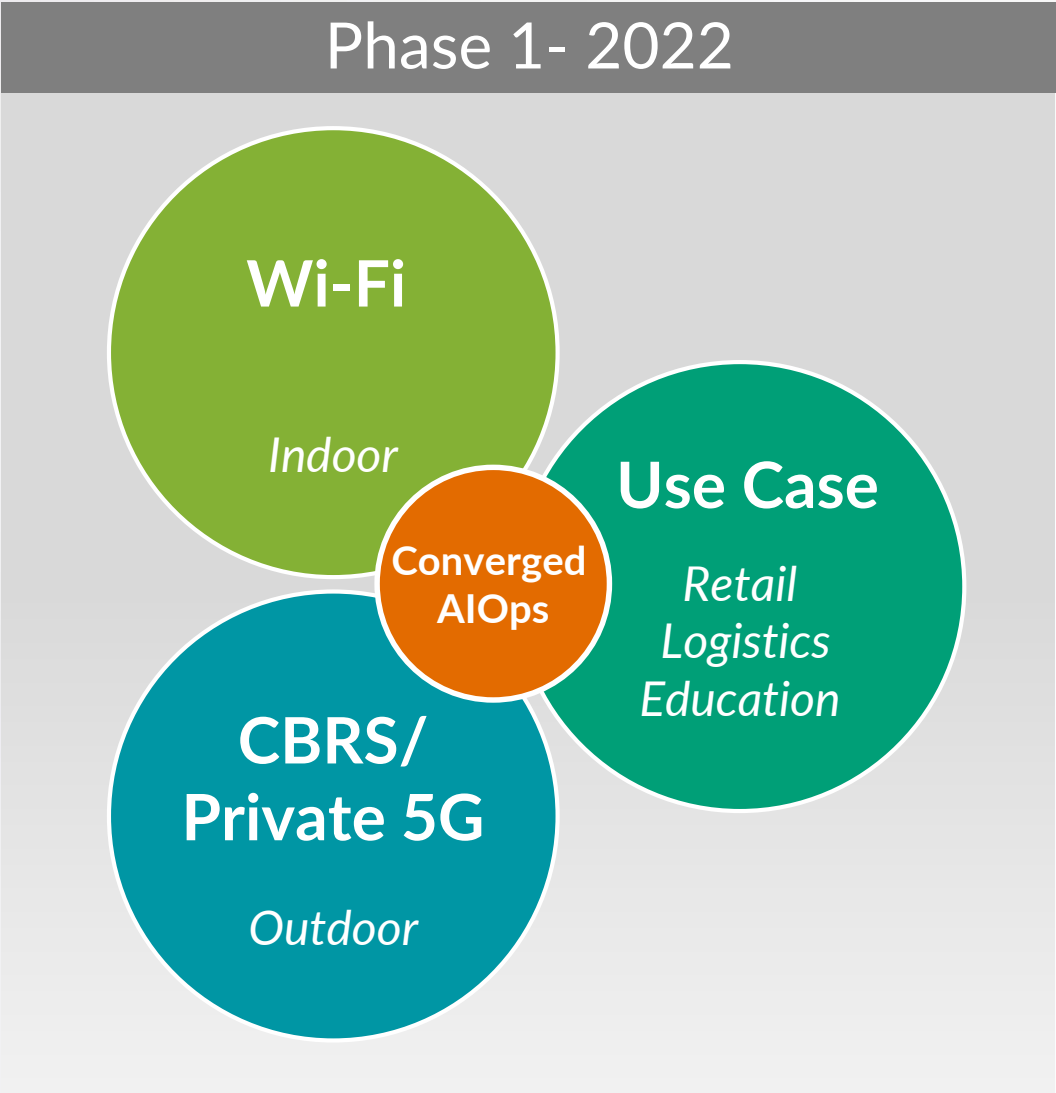 Phase 1- 2022
Wi-Fi
Indoor
Converged
AIOps
Use Case
Retail
Logistics
Education
CBRS/
Private 5G
Outdoor